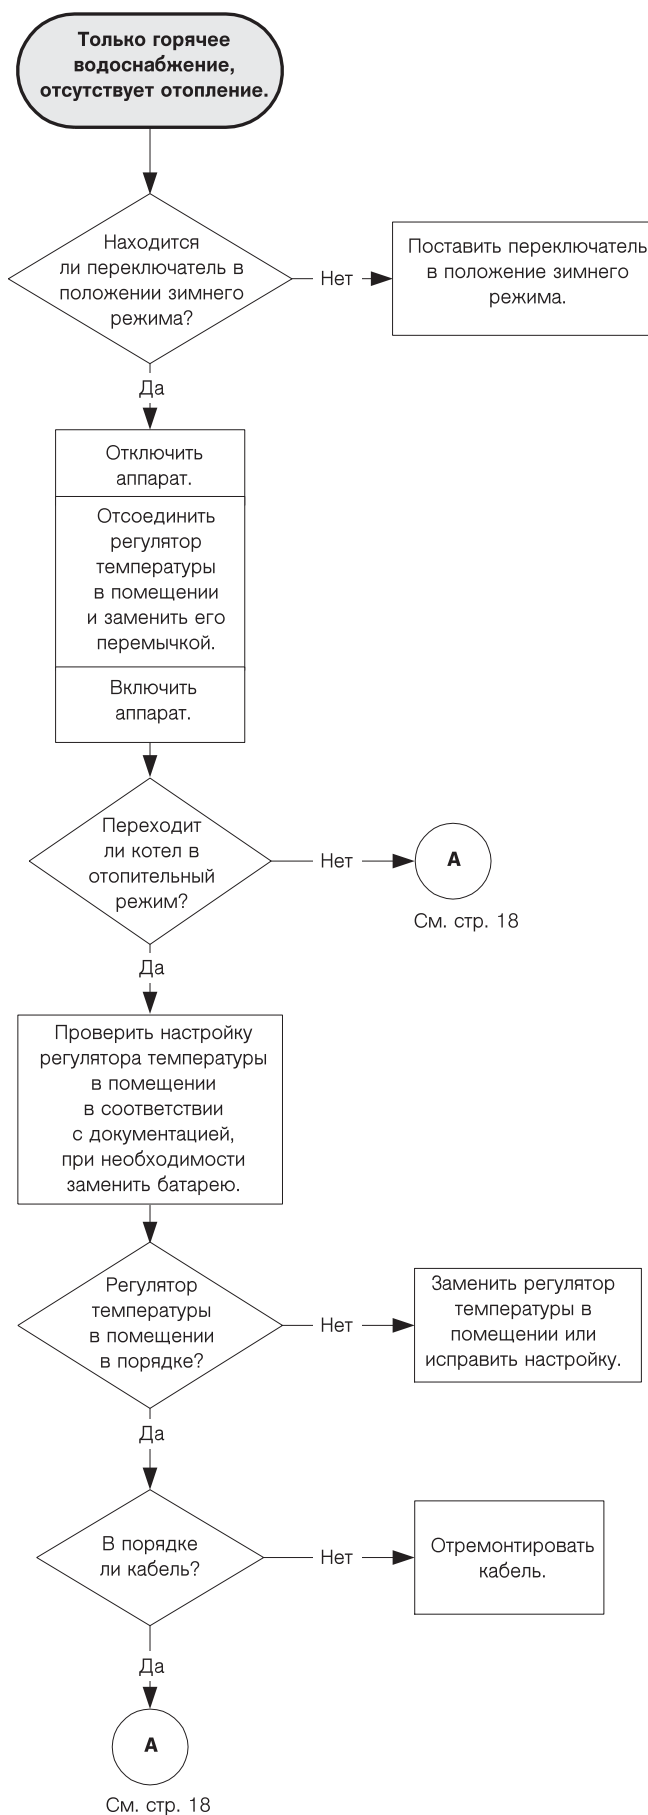 Только горячее
водоснабжение,
отсутствует отопление.
Находится
ли переключатель в
положении зимнего
режима?
Нет
Поставить переключатель
в положение зимнего
режима.
Да
Отключить
аппарат.
Отсоединить
регулятор
температуры
в помещении
и заменить его
перемычкой.
Включить
аппарат.
Переходит
ли котел в
отопительный
режим?
Нет
А
См. стр. 18
Да
Проверить настройку
регулятора температуры
в помещении
в соответствии
с документацией,
при необходимости
заменить батарею.
Регулятор
температуры
в помещении
в порядке?
Нет
Заменить регулятор
температуры в
помещении или
исправить настройку.
Да
В порядке
ли кабель?
Нет
Отремонтировать
кабель.
Да
А
См. стр. 18